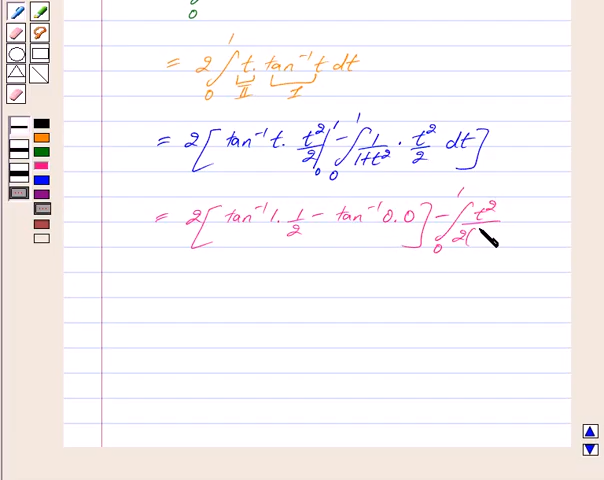 0
= 2 ∫₀¹ t. tan⁻¹ t dt
II I
= 2 [ tan⁻¹ t. t²/2 |₀¹ - ∫₀¹ 1/1+t² . t²/2 dt ]
= 2 [ tan⁻¹ 1. 1/2 - tan⁻¹ 0.0 ] - ∫₀¹ t²/2(